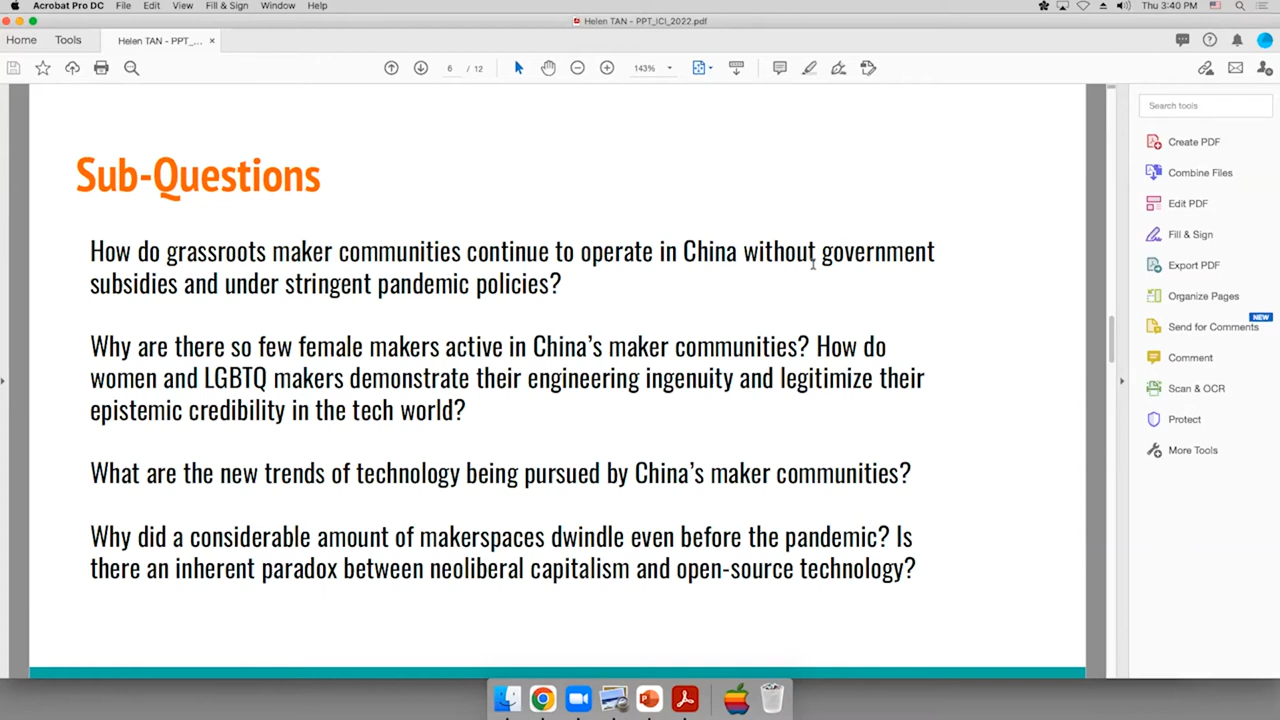 Acrobat Pro DC File Edit View Fill & Sign Window Help Thu 3:40 PM
Helen TAN - PPT_ICI_2022.pdf
Home Tools Helen TAN - PPT_... ×
6 / 12 143%
Search tools
Sub-Questions
How do grassroots maker communities continue to operate in China without government
subsidies and under stringent pandemic policies?
Why are there so few female makers active in China’s maker communities? How do
women and LGBTQ makers demonstrate their engineering ingenuity and legitimize their
epistemic credibility in the tech world?
What are the new trends of technology being pursued by China’s maker communities?
Why did a considerable amount of makerspaces dwindle even before the pandemic? Is
there an inherent paradox between neoliberal capitalism and open-source technology?
Create PDF
Combine Files
Edit PDF
Fill & Sign
Export PDF
Organize Pages
NEW
Send for Comments
Comment
Scan & OCR
Protect
More Tools